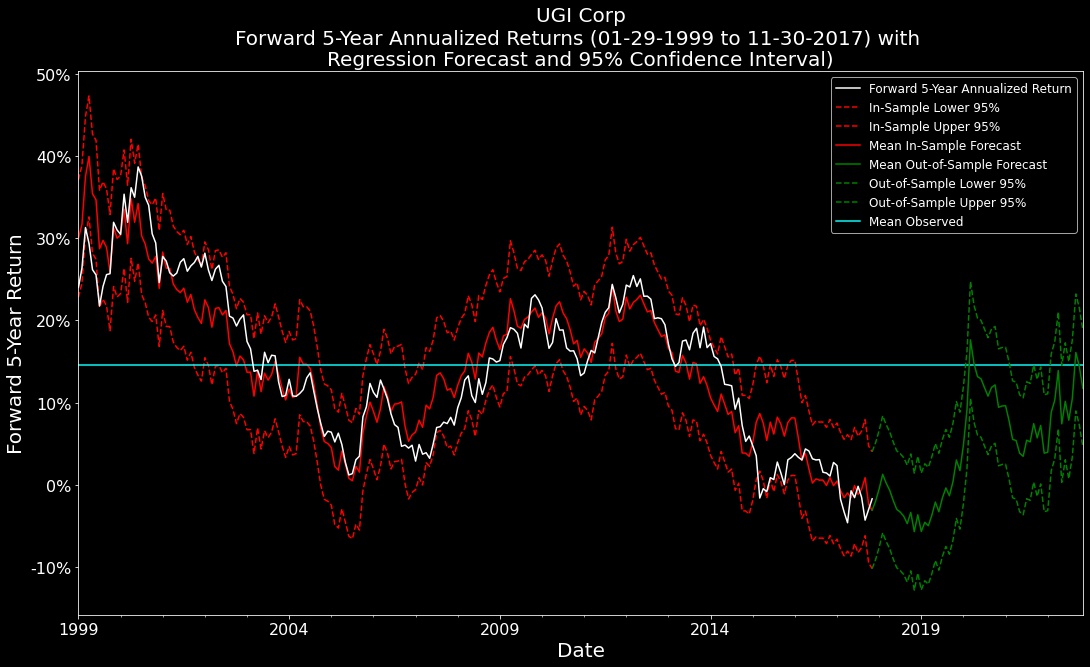 UGI Corp
Forward 5-Year Annualized Returns (01-29-1999 to 11-30-2017) with
Regression Forecast and 95% Confidence Interval)
Forward 5-Year Annualized Return
In-Sample Lower 95%
In-Sample Upper 95%
Mean In-Sample Forecast
Mean Out-of-Sample Forecast
Out-of-Sample Lower 95%
Out-of-Sample Upper 95%
Mean Observed
Forward 5-Year Return
50%
40%
30%
20%
10%
0%
-10%
1999 2004 2009 2014 2019
Date